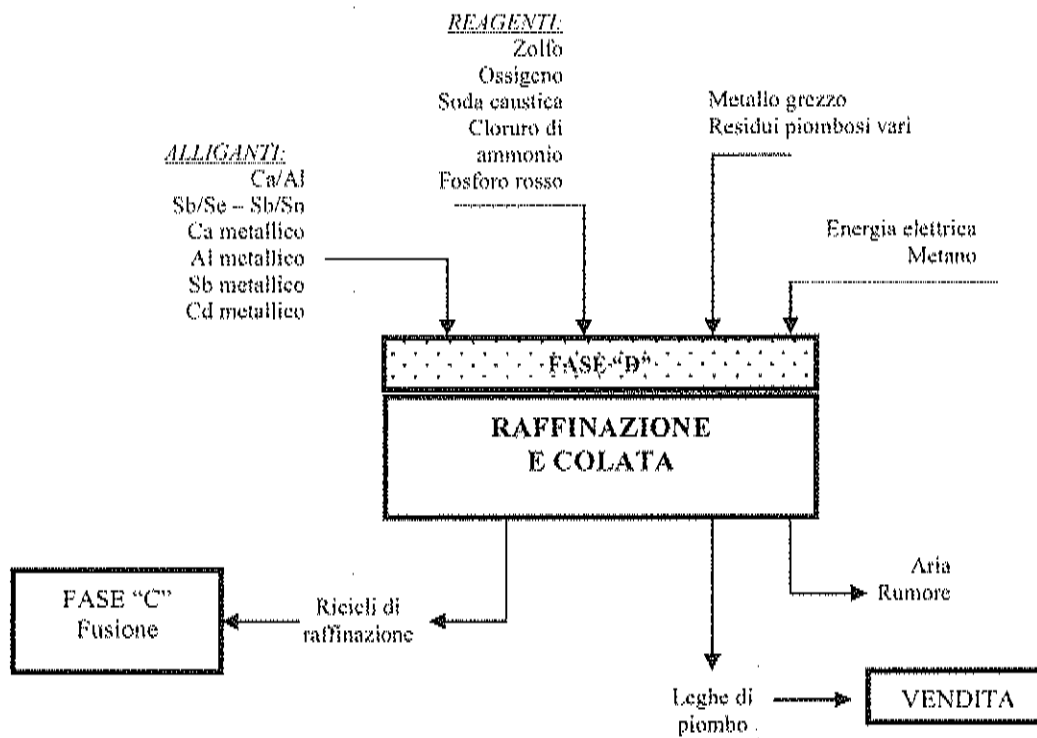 REAGENTI:
Zolfo
Ossigeno
Soda caustica
Cloruro di
ammonio
Fosforo rosso
Metallo grezzo
Residui piombosi vari
ALLIGANTI:
Ca/Al
Sb/Se – Sb/Sn
Ca metallico
Al metallico
Sb metallico
Cd metallico
Energia elettrica
Metano
FASE "D"
RAFFINAZIONE
E COLATA
FASE "C"
Fusione
Ricicli di
raffinazione
Aria
Rumore
Leghe di
piombo
VENDITA